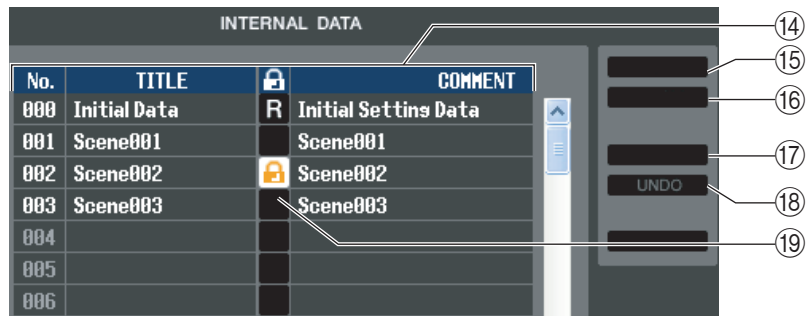 INTERNAL DATA
No. TITLE COMMENT
000 Initial Data R Initial Setting Data
001 Scene001 Scene001
002 Scene002 Scene002
003 Scene003 Scene003
004
005
006
UNDO
⑭
⑮
⑯
⑰
⑱
⑲